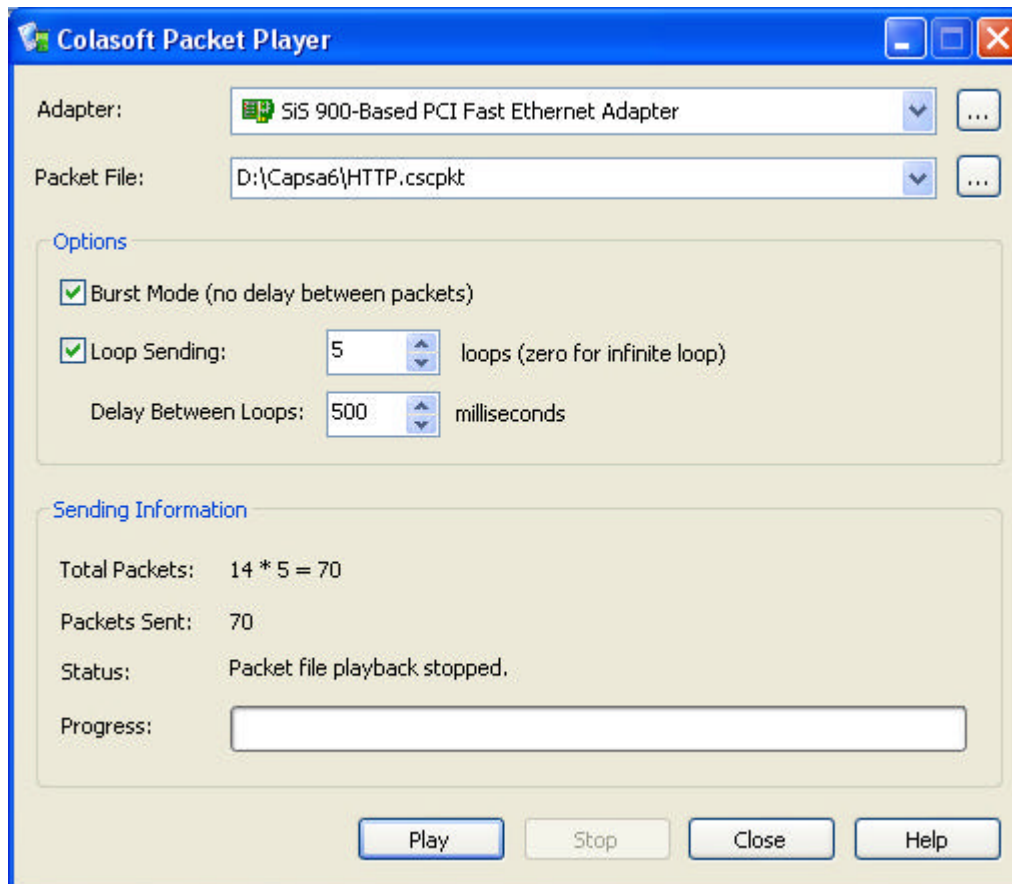 Colasoft Packet Player
Adapter: SiS 900-Based PCI Fast Ethernet Adapter ...
Packet File: D:\Capsa6\HTTP.cscpkt ...
Options
Burst Mode (no delay between packets)
Loop Sending: 5 loops (zero for infinite loop)
Delay Between Loops: 500 milliseconds
Sending Information
Total Packets: 14 * 5 = 70
Packets Sent: 70
Status: Packet file playback stopped.
Progress:
Play Stop Close Help